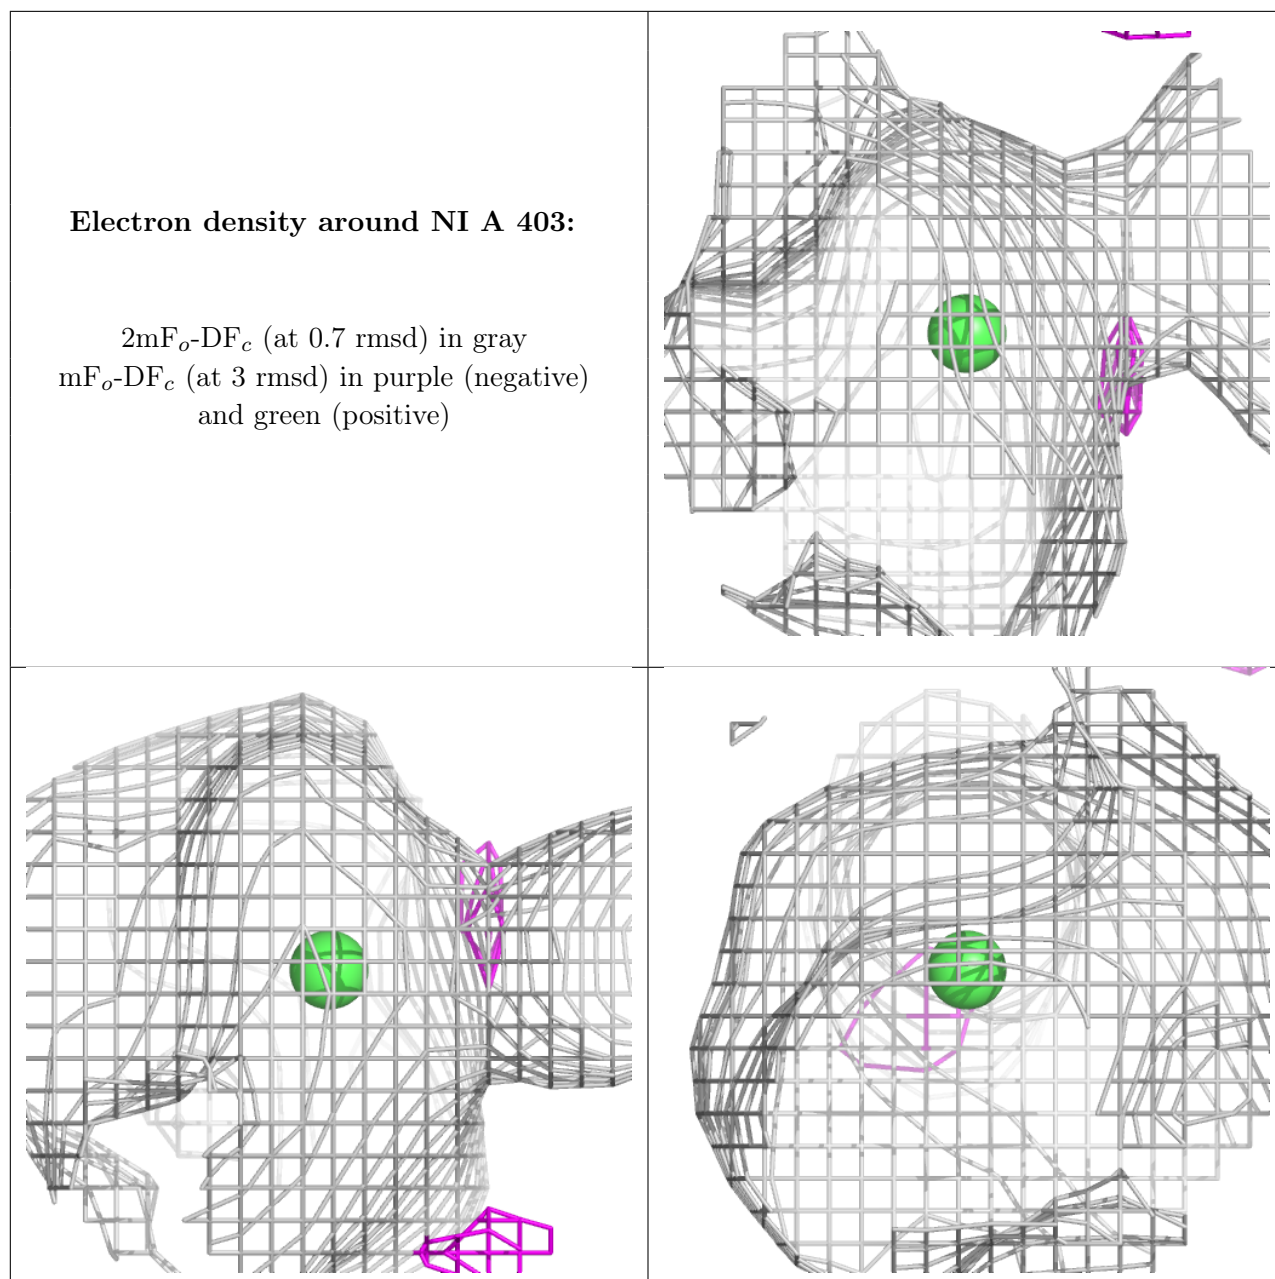 Electron density around NI A 403:
2mFo-DFc (at 0.7 rmsd) in gray
mFo-DFc (at 3 rmsd) in purple (negative)
and green (positive)